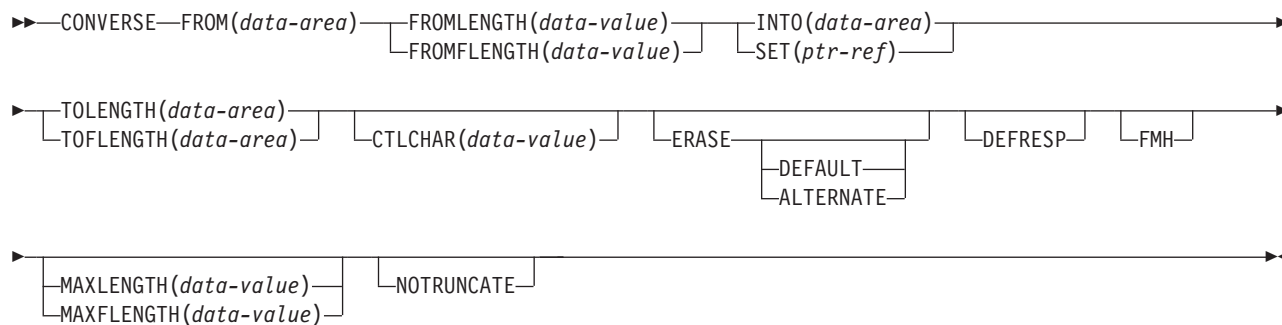 CONVERSE FROM(data-area) FROMLENGTH(data-value) INTO(data-area)
FROMFLENGTH(data-value) SET(ptr-ref)
TOLENGTH(data-area)
TOFLENGTH(data-area) CTLCHAR(data-value) ERASE DEFRESP FMH
DEFAULT
ALTERNATE
MAXLENGTH(data-value) NOTRUNCATE
MAXFLENGTH(data-value)